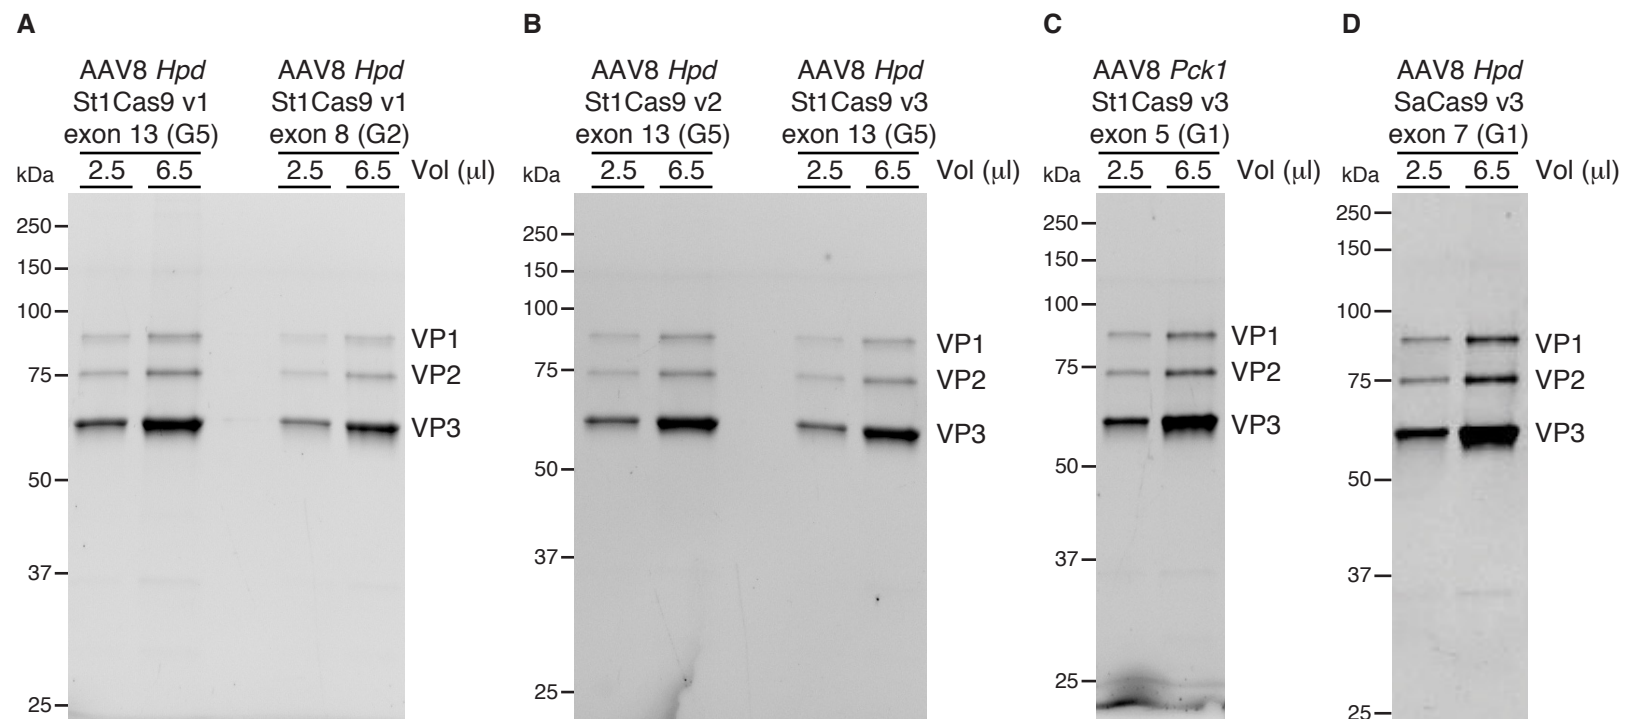 A
AAV8 Hpd
St1Cas9 v1
exon 13 (G5)
AAV8 Hpd
St1Cas9 v1
exon 8 (G2)
kDa
2.5
6.5
2.5
6.5
Vol (µl)
250
150
100
75
50
37
25
VP1
VP2
VP3
B
AAV8 Hpd
St1Cas9 v2
exon 13 (G5)
AAV8 Hpd
St1Cas9 v3
exon 13 (G5)
kDa
2.5
6.5
2.5
6.5
Vol (µl)
250
150
100
75
50
37
25
VP1
VP2
VP3
C
AAV8 Pck1
St1Cas9 v3
exon 5 (G1)
kDa
2.5
6.5
Vol (µl)
250
150
100
75
50
37
25
VP1
VP2
VP3
D
AAV8 Hpd
SaCas9 v3
exon 7 (G1)
kDa
2.5
6.5
Vol (µl)
250
150
100
75
50
37
25
VP1
VP2
VP3